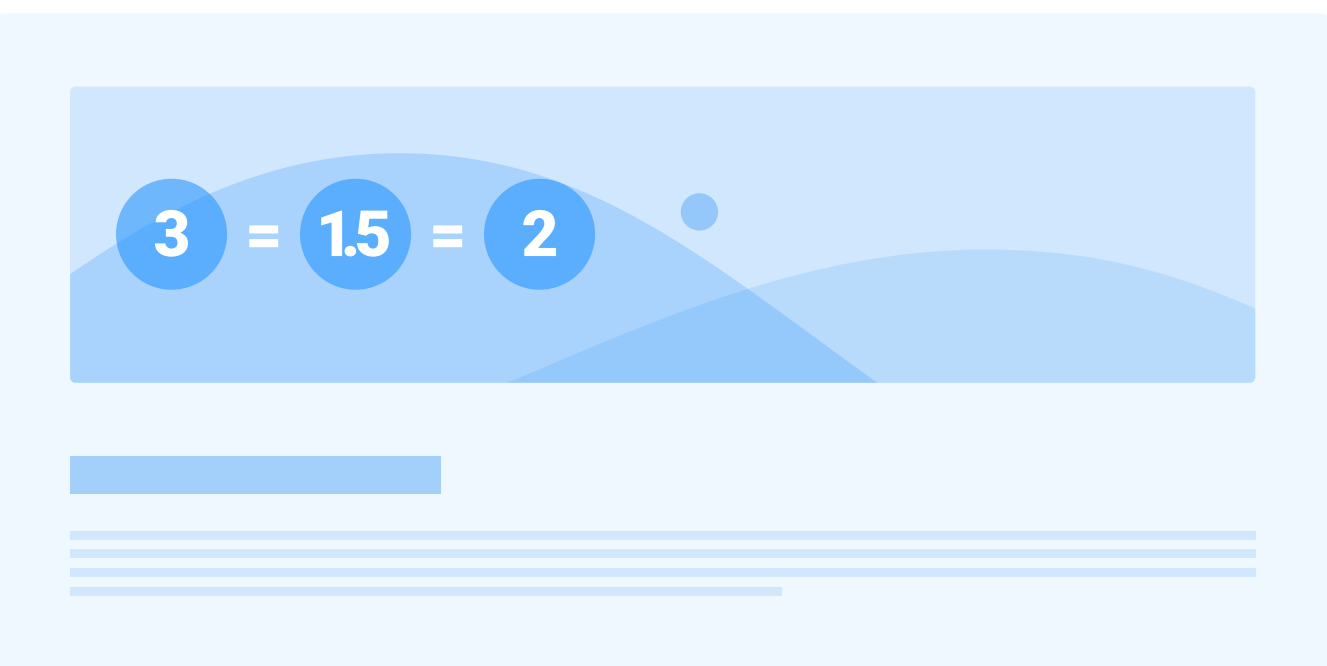 3 = 1.5 = 2